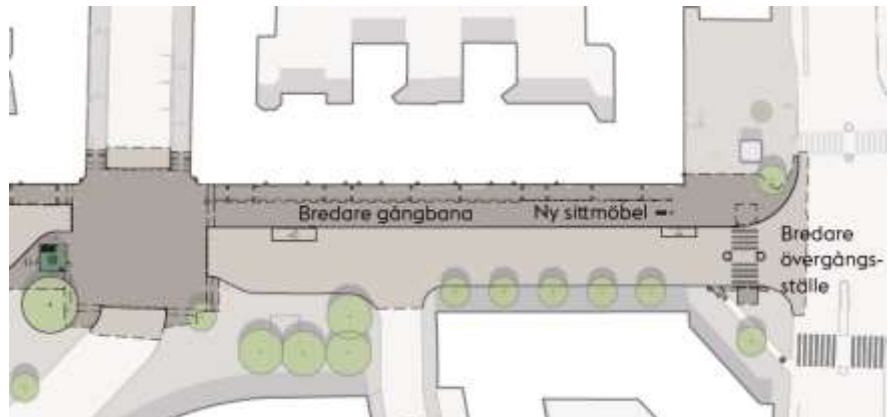 Bredare gångbana
Ny sittmöbel
Bredare
övergångs-
ställe